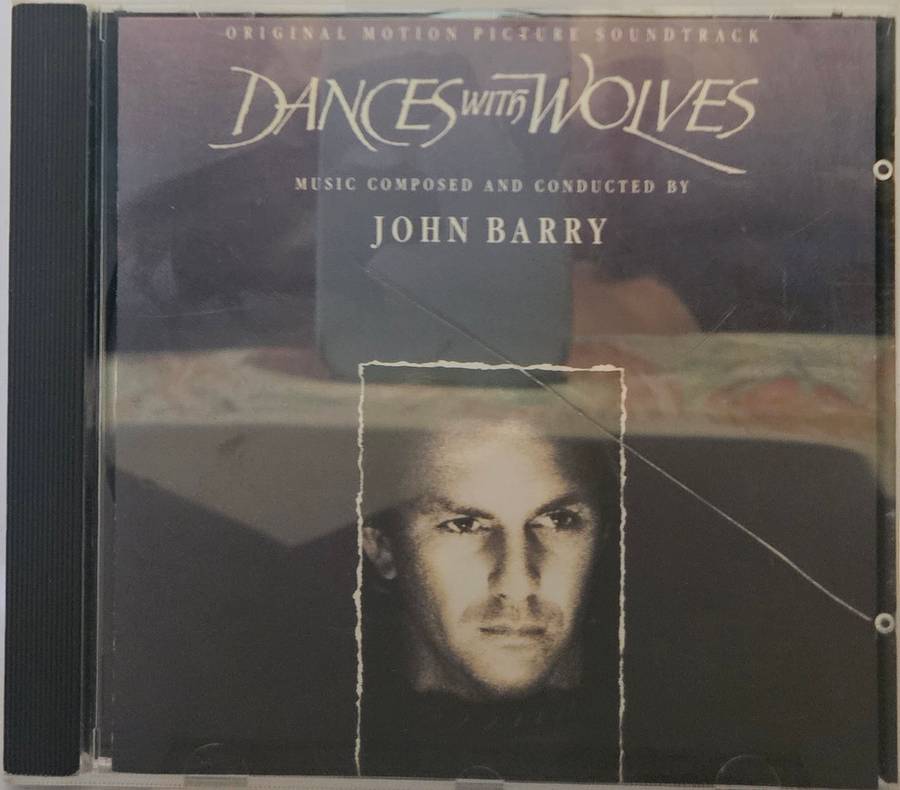 ORIGINAL MOTION PICTURE SOUNDTRACK
DANCES WITH WOLVES
MUSIC COMPOSED AND CONDUCTED BY
JOHN BARRY